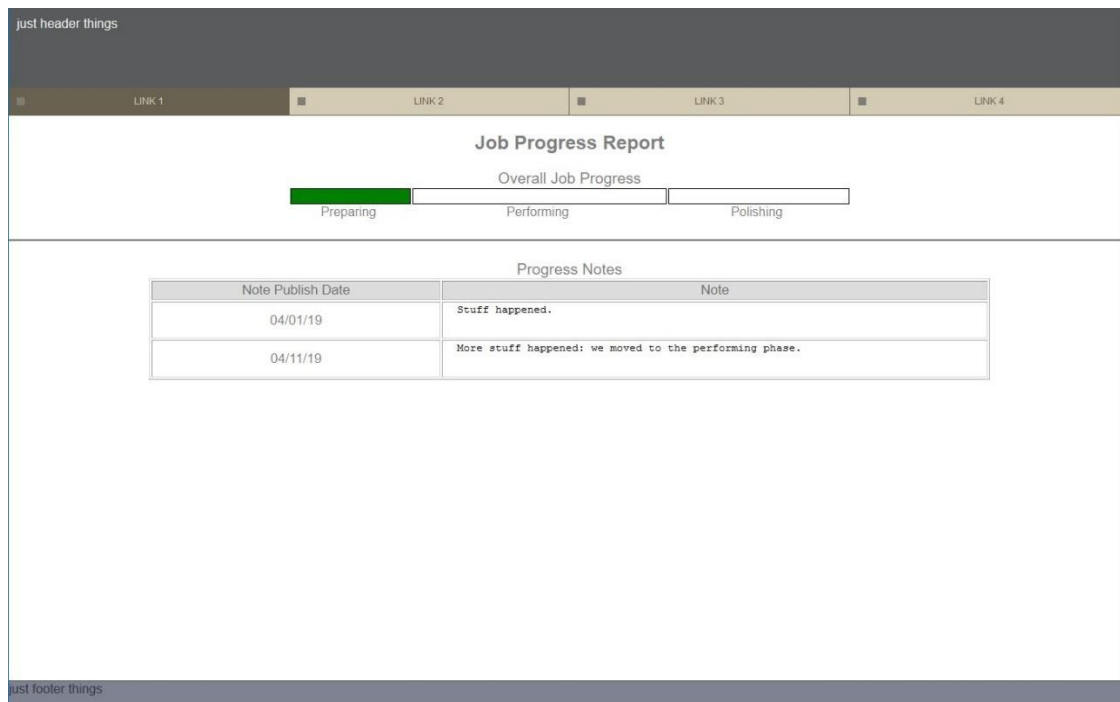 just header things
LINK 1 LINK 2 LINK 3 LINK 4
Job Progress Report
Overall Job Progress
Preparing Performing Polishing
Progress Notes
Note Publish Date Note
04/01/19 Stuff happened.
04/11/19 More stuff happened: we moved to the performing phase.
just footer things